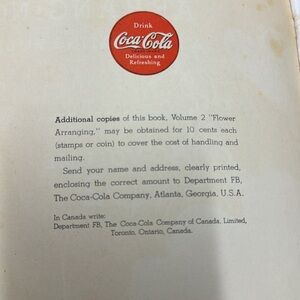 Drink
Coca-Cola
Delicious and
Refreshing
Additional copies of this book, Volume 2 "Flower
Arranging," may be obtained for 10 cents each
(stamps or coin) to cover the cost of handling and
mailing.
Send your name and address, clearly printed,
enclosing the correct amount to Department FB,
The Coca-Cola Company, Atlanta, Georgia, U.S.A.
In Canada write:
Department FB, The Coca-Cola Company of Canada, Limited,
Toronto, Ontario, Canada.